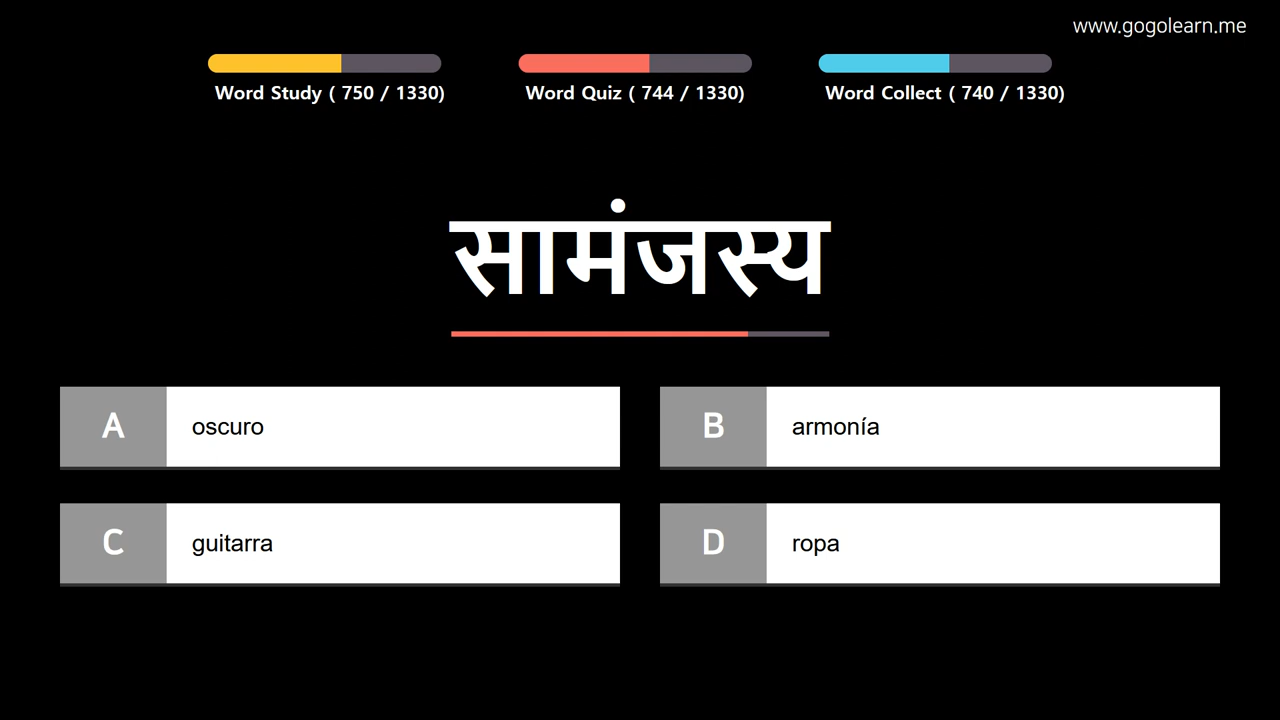 www.gogolearn.me
Word Study ( 750 / 1330)
Word Quiz ( 744 / 1330)
Word Collect ( 740 / 1330)
सामंजस्य
A oscuro
B armonía
C guitarra
D ropa